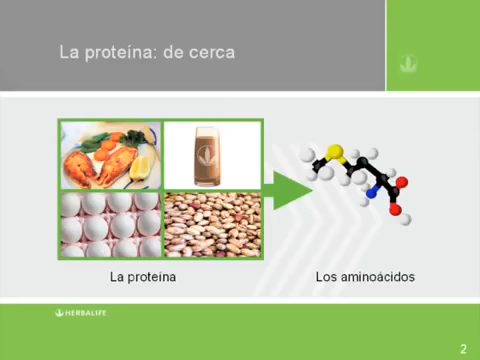 La proteína: de cerca
La proteína
Los aminoácidos
HERBALIFE
2